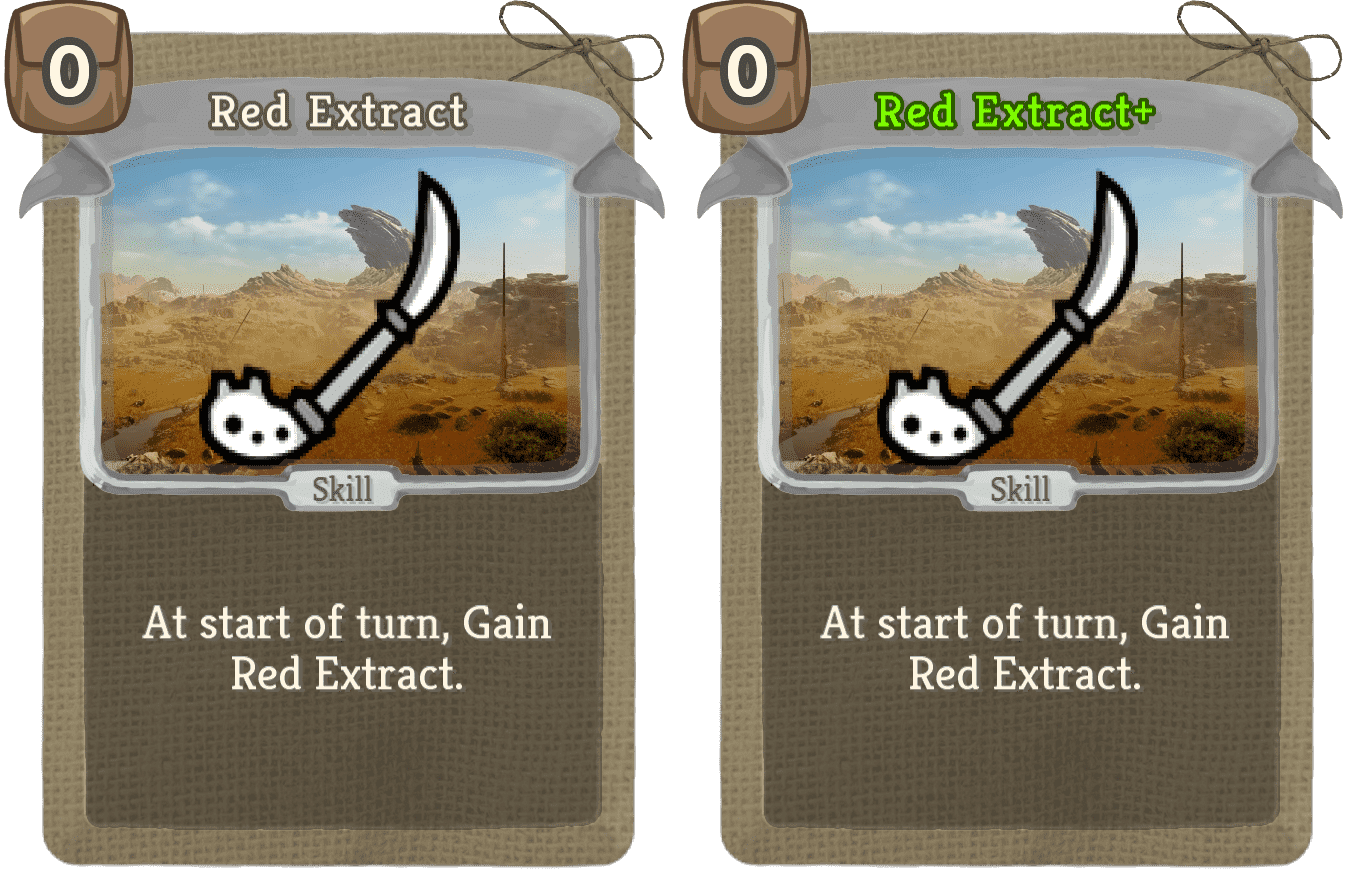 0
Red Extract
Skill
At start of turn, Gain
Red Extract.
0
Red Extract+
Skill
At start of turn, Gain
Red Extract.